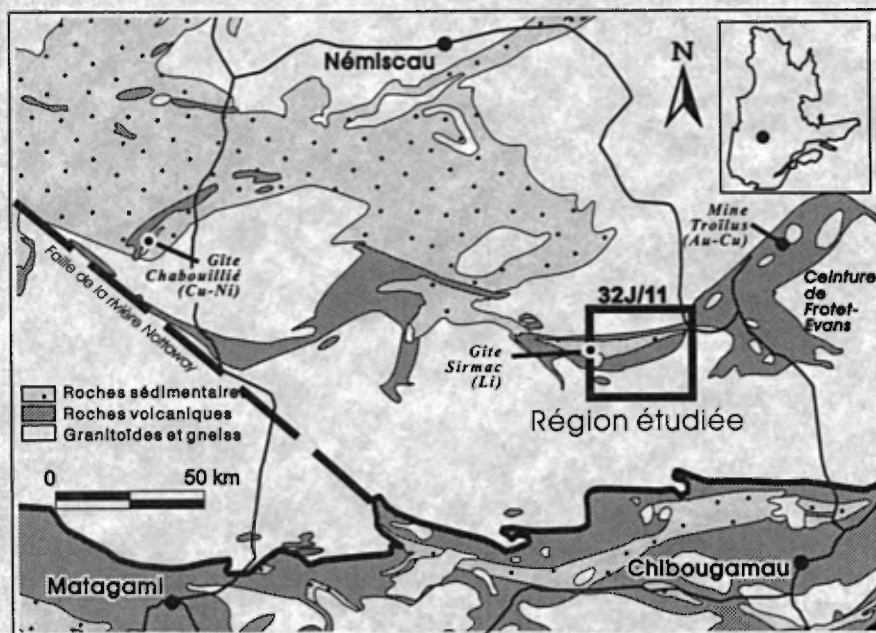 Némiscau
N
Mine
Troïlus
(Au-Cu)
Gîte
Chabouillié
(Cu-Ni)
Faille de la rivière Nottaway
Ceinture
de
Frotet-
Evans
32J/11
Gîte
Sirmac
(Li)
Région étudiée
Roches sédimentaires
Roches volcaniques
Granitoïdes et gneiss
0 50 km
Matagami
Chibougamau